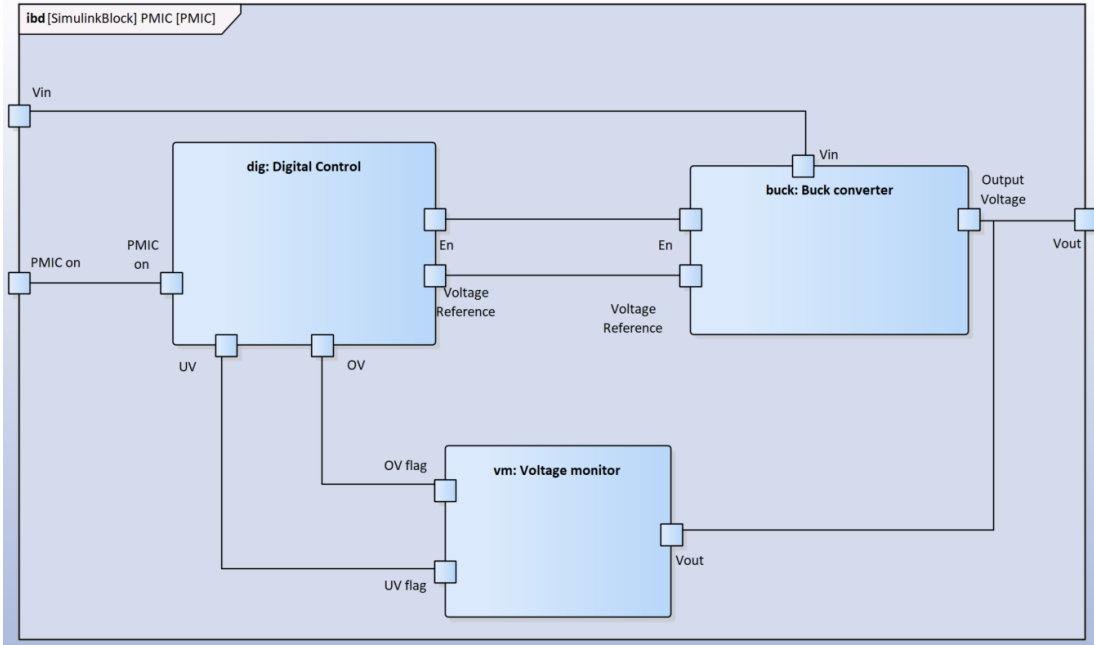 ibd [SimulinkBlock] PMIC [PMIC]
Vin
dig: Digital Control
Vin
buck: Buck converter
Output
Voltage
En
En
Vout
PMIC on
PMIC
on
Voltage
Reference
Voltage
Reference
UV
OV
OV flag
vm: Voltage monitor
Vout
UV flag